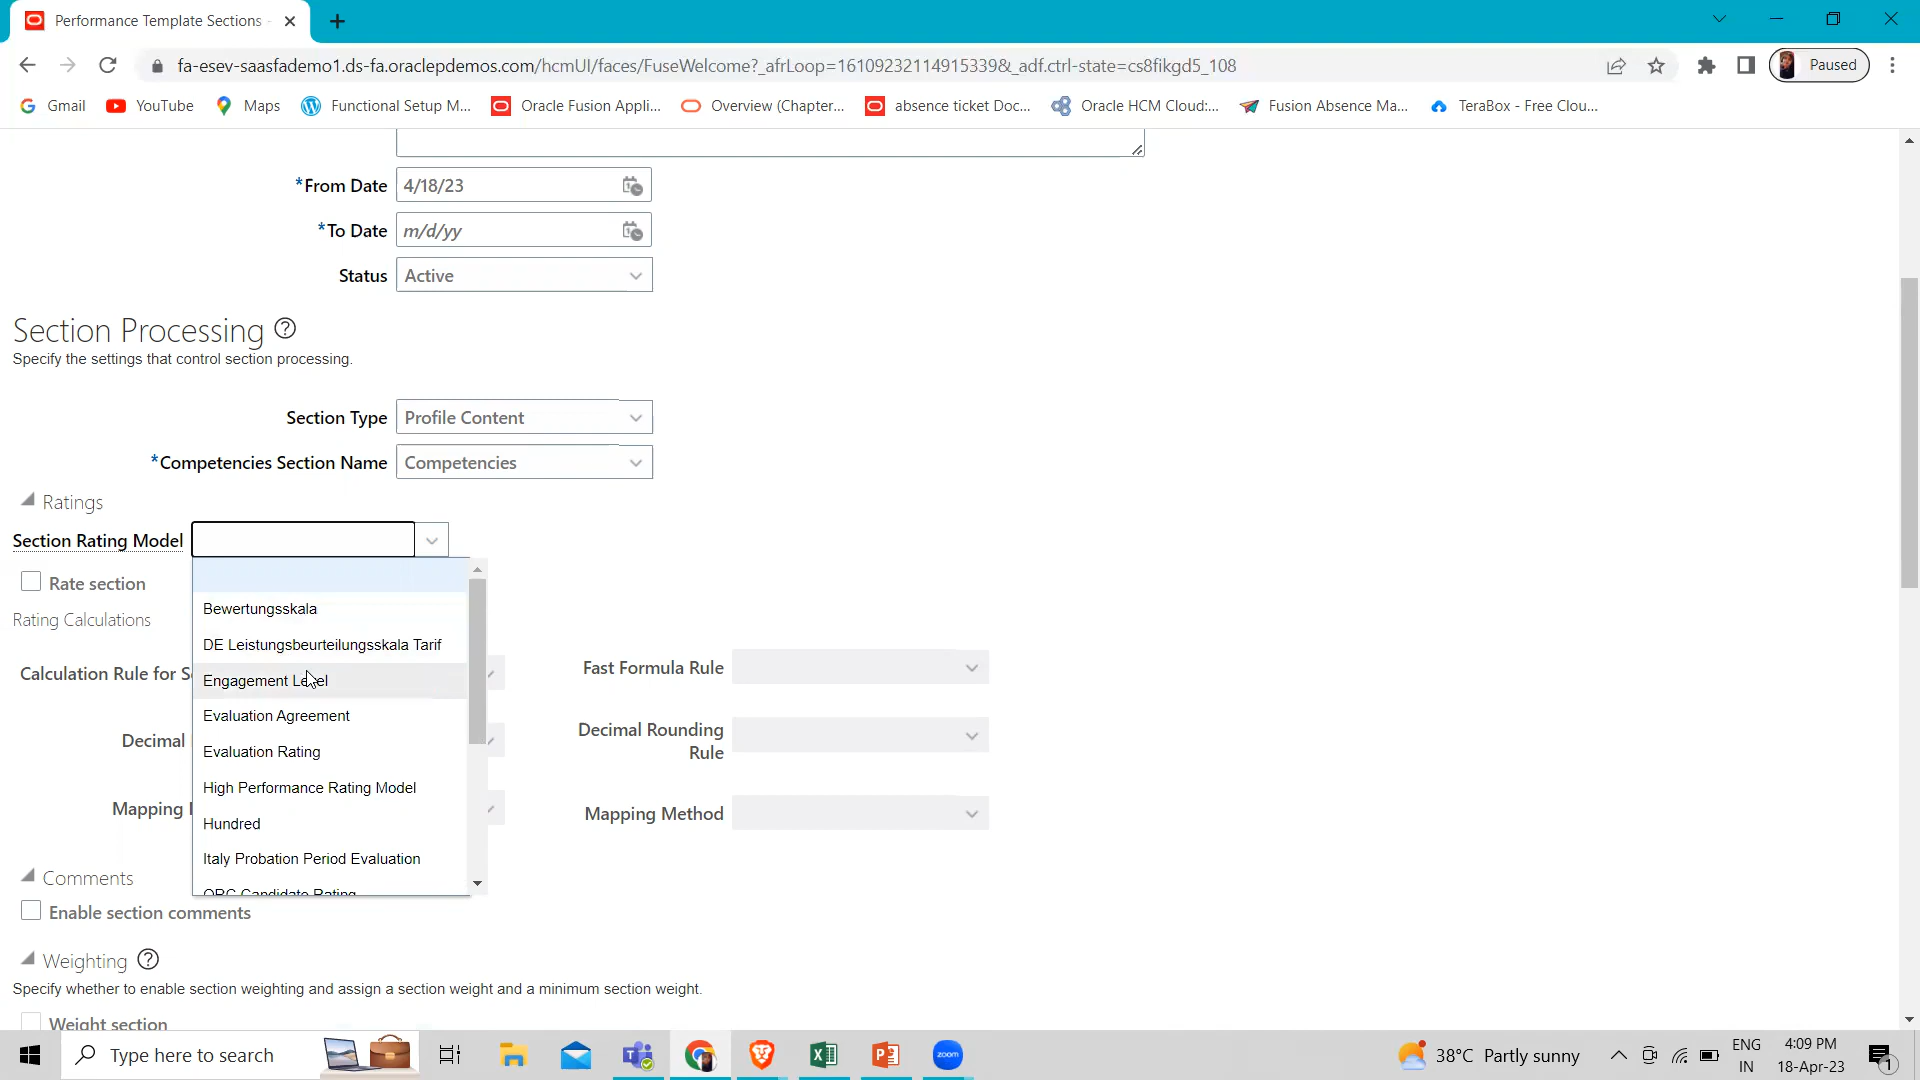 Performance Template Sections -
fa-esev-saasfademo1.ds-fa.oraclepdemos.com/hcmUI/faces/FuseWelcome?_afrLoop=16109232114915339&_adf.ctrl-state=cs8fikgd5_108
Paused
Gmail YouTube Maps Functional Setup M... Oracle Fusion Appli... Overview (Chapter... absence ticket Doc... Oracle HCM Cloud:... Fusion Absence Ma... TeraBox - Free Clou...
*From Date 4/18/23
*To Date m/d/yy
Status Active
Section Processing ?
Specify the settings that control section processing.
Section Type Profile Content
*Competencies Section Name Competencies
Ratings
Section Rating Model
Rate section
Bewertungsskala
Rating Calculations
DE Leistungsbeurteilungsskala Tarif
Calculation Rule for
Engagement Level
Fast Formula Rule
Evaluation Agreement
Decimal
Evaluation Rating
Decimal Rounding
Rule
High Performance Rating Model
Mapping
Mapping Method
Hundred
Italy Probation Period Evaluation
ORC Candidate Rating
Comments
Enable section comments
Weighting ?
Specify whether to enable section weighting and assign a section weight and a minimum section weight.
Weight section
Type here to search
zoom
38°C Partly sunny
ENG
IN
4:09 PM
18-Apr-23
1